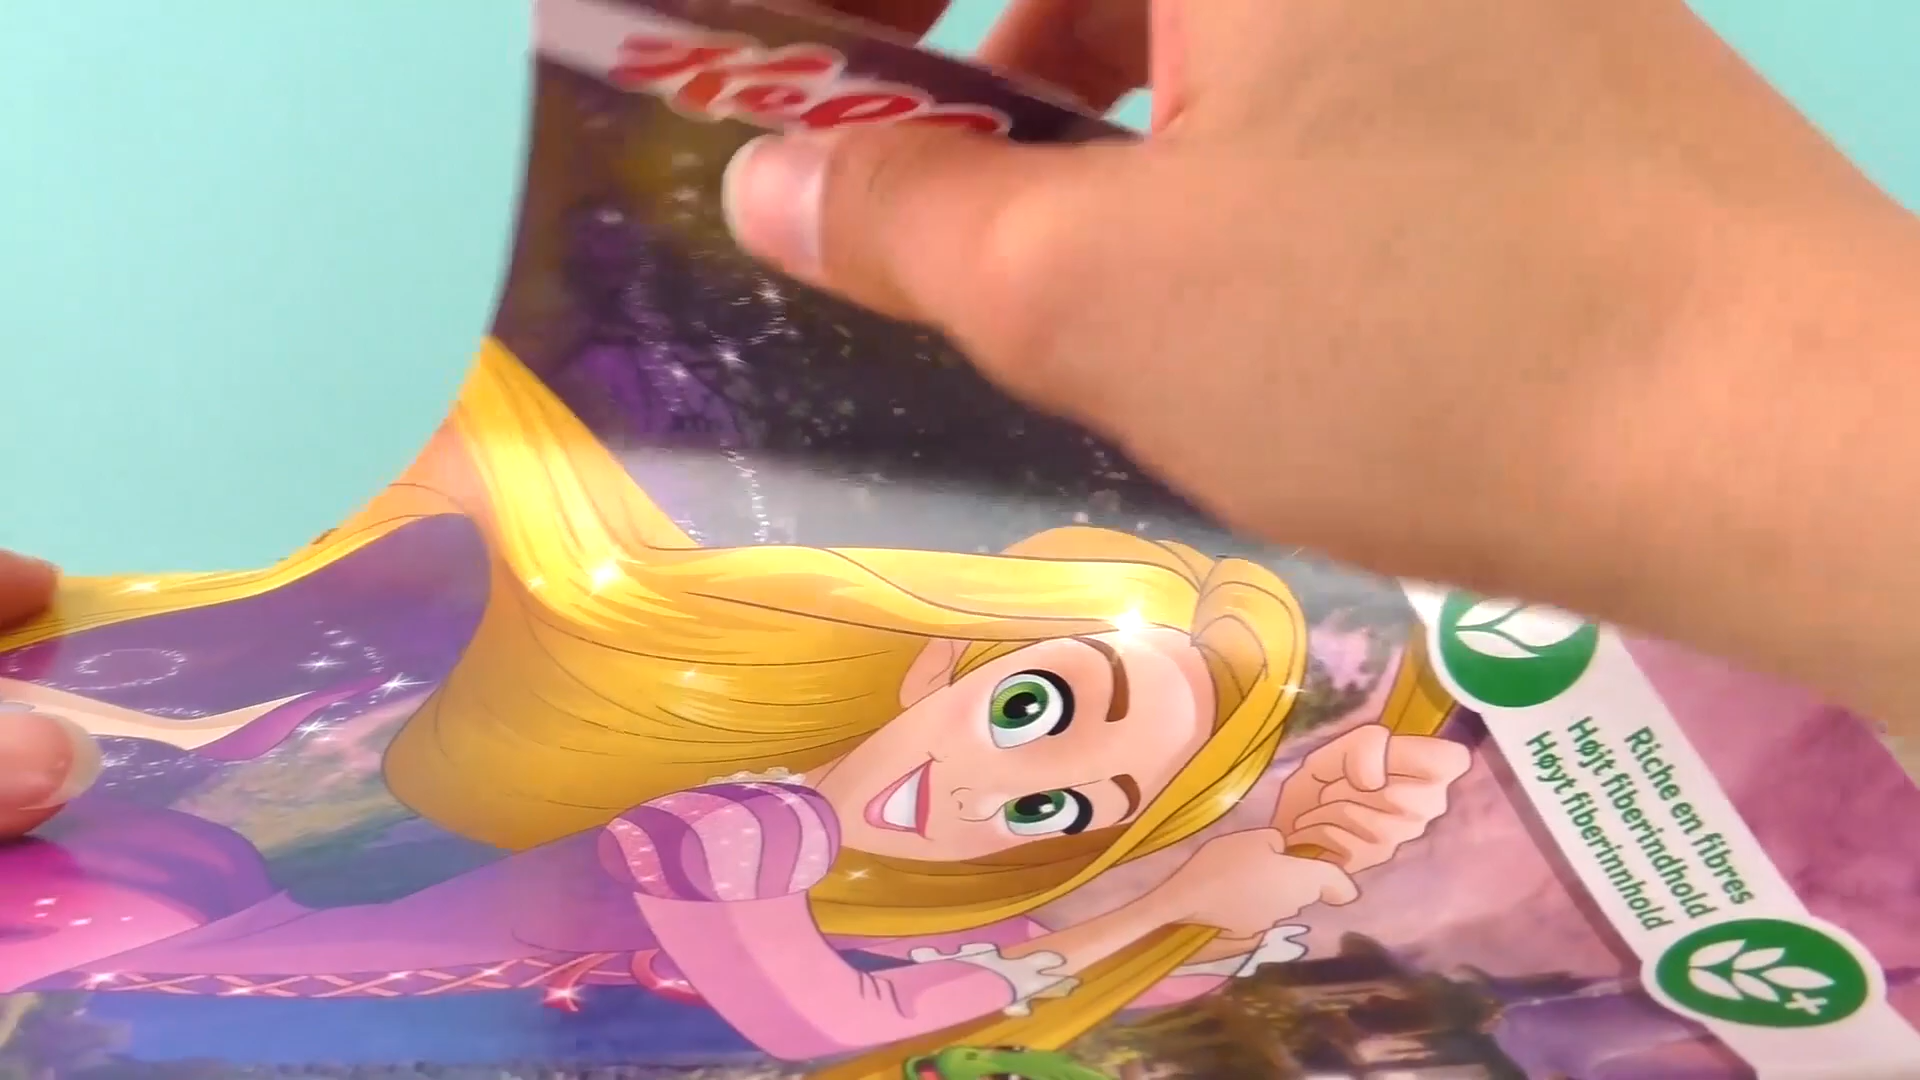 Riche en fibres
Højt fiberindhold
Høyt fiberinnhold